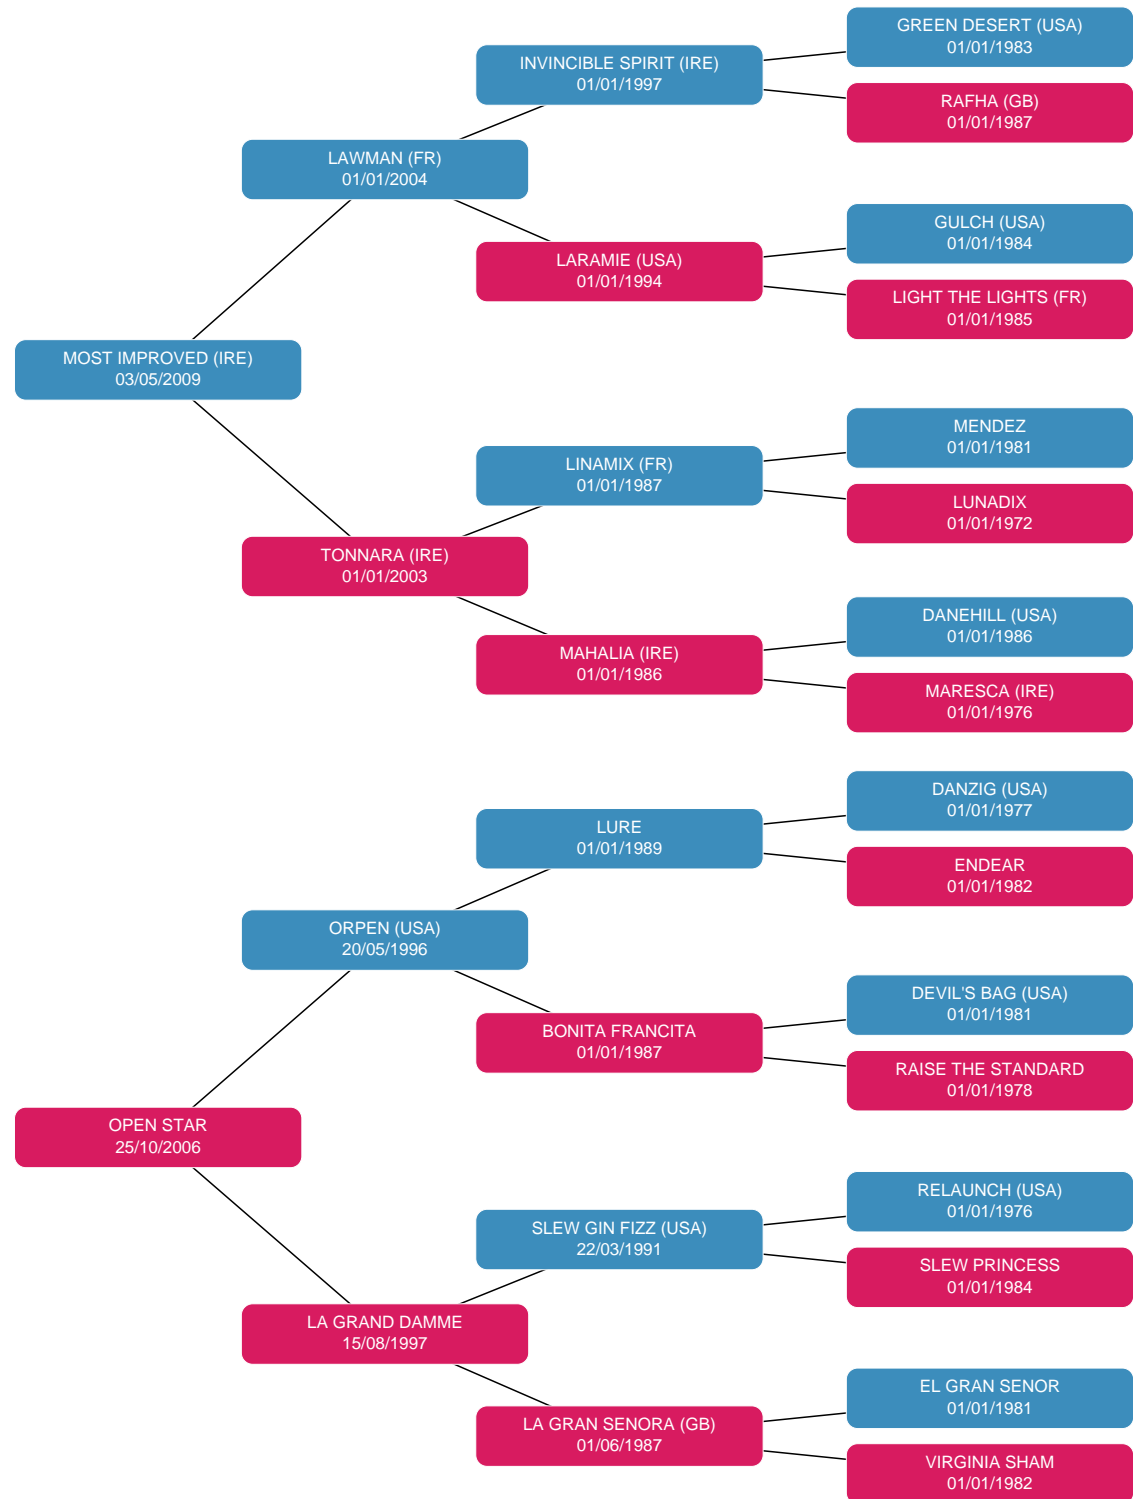 GREEN DESERT (USA)
01/01/1983
INVINCIBLE SPIRIT (IRE)
01/01/1997
RAFHA (GB)
01/01/1987
LAWMAN (FR)
01/01/2004
GULCH (USA)
01/01/1984
LARAMIE (USA)
01/01/1994
LIGHT THE LIGHTS (FR)
01/01/1985
MOST IMPROVED (IRE)
03/05/2009
MENDEZ
01/01/1981
LINAMIX (FR)
01/01/1987
LUNADIX
01/01/1972
TONNARA (IRE)
01/01/2003
DANEHILL (USA)
01/01/1986
MAHALIA (IRE)
01/01/1986
MARESCA (IRE)
01/01/1976
DANZIG (USA)
01/01/1977
LURE
01/01/1989
ENDEAR
01/01/1982
ORPEN (USA)
20/05/1996
DEVIL'S BAG (USA)
01/01/1981
BONITA FRANCITA
01/01/1987
RAISE THE STANDARD
01/01/1978
OPEN STAR
25/10/2006
RELAUNCH (USA)
01/01/1976
SLEW GIN FIZZ (USA)
22/03/1991
SLEW PRINCESS
01/01/1984
LA GRAND DAMME
15/08/1997
EL GRAN SENOR
01/01/1981
LA GRAN SENORA (GB)
01/06/1987
VIRGINIA SHAM
01/01/1982